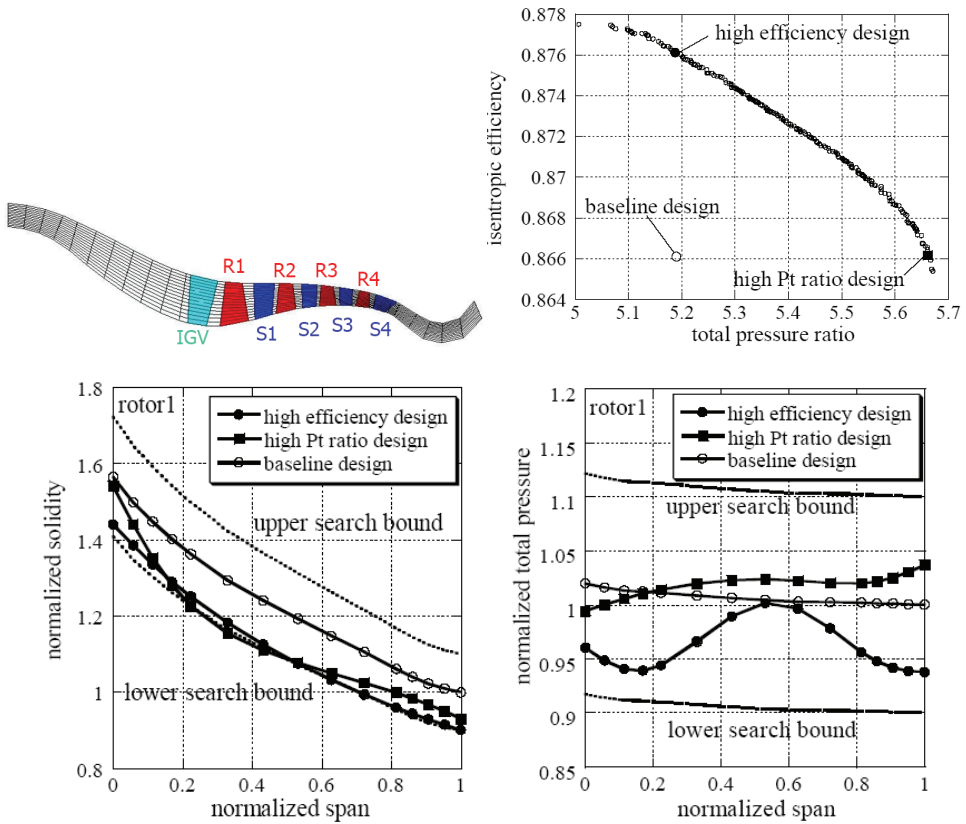 R1
R2
R3
R4
IGV
S1
S2
S3
S4
0.878
0.876
0.874
0.872
0.87
0.868
0.866
0.864
isentropic efficiency
high efficiency design
baseline design
high Pt ratio design
5
5.1
5.2
5.3
5.4
5.5
5.6
5.7
total pressure ratio
1.8
1.6
1.4
1.2
1
0.8
normalized solidity
rotor1
high efficiency design
high Pt ratio design
baseline design
upper search bound
lower search bound
0
0.2
0.4
0.6
0.8
1
normalized span
1.2
1.15
1.1
1.05
1
0.95
0.9
0.85
normalized total pressure
rotor1
high efficiency design
high Pt ratio design
baseline design
upper search bound
lower search bound
0
0.2
0.4
0.6
0.8
1
normalized span